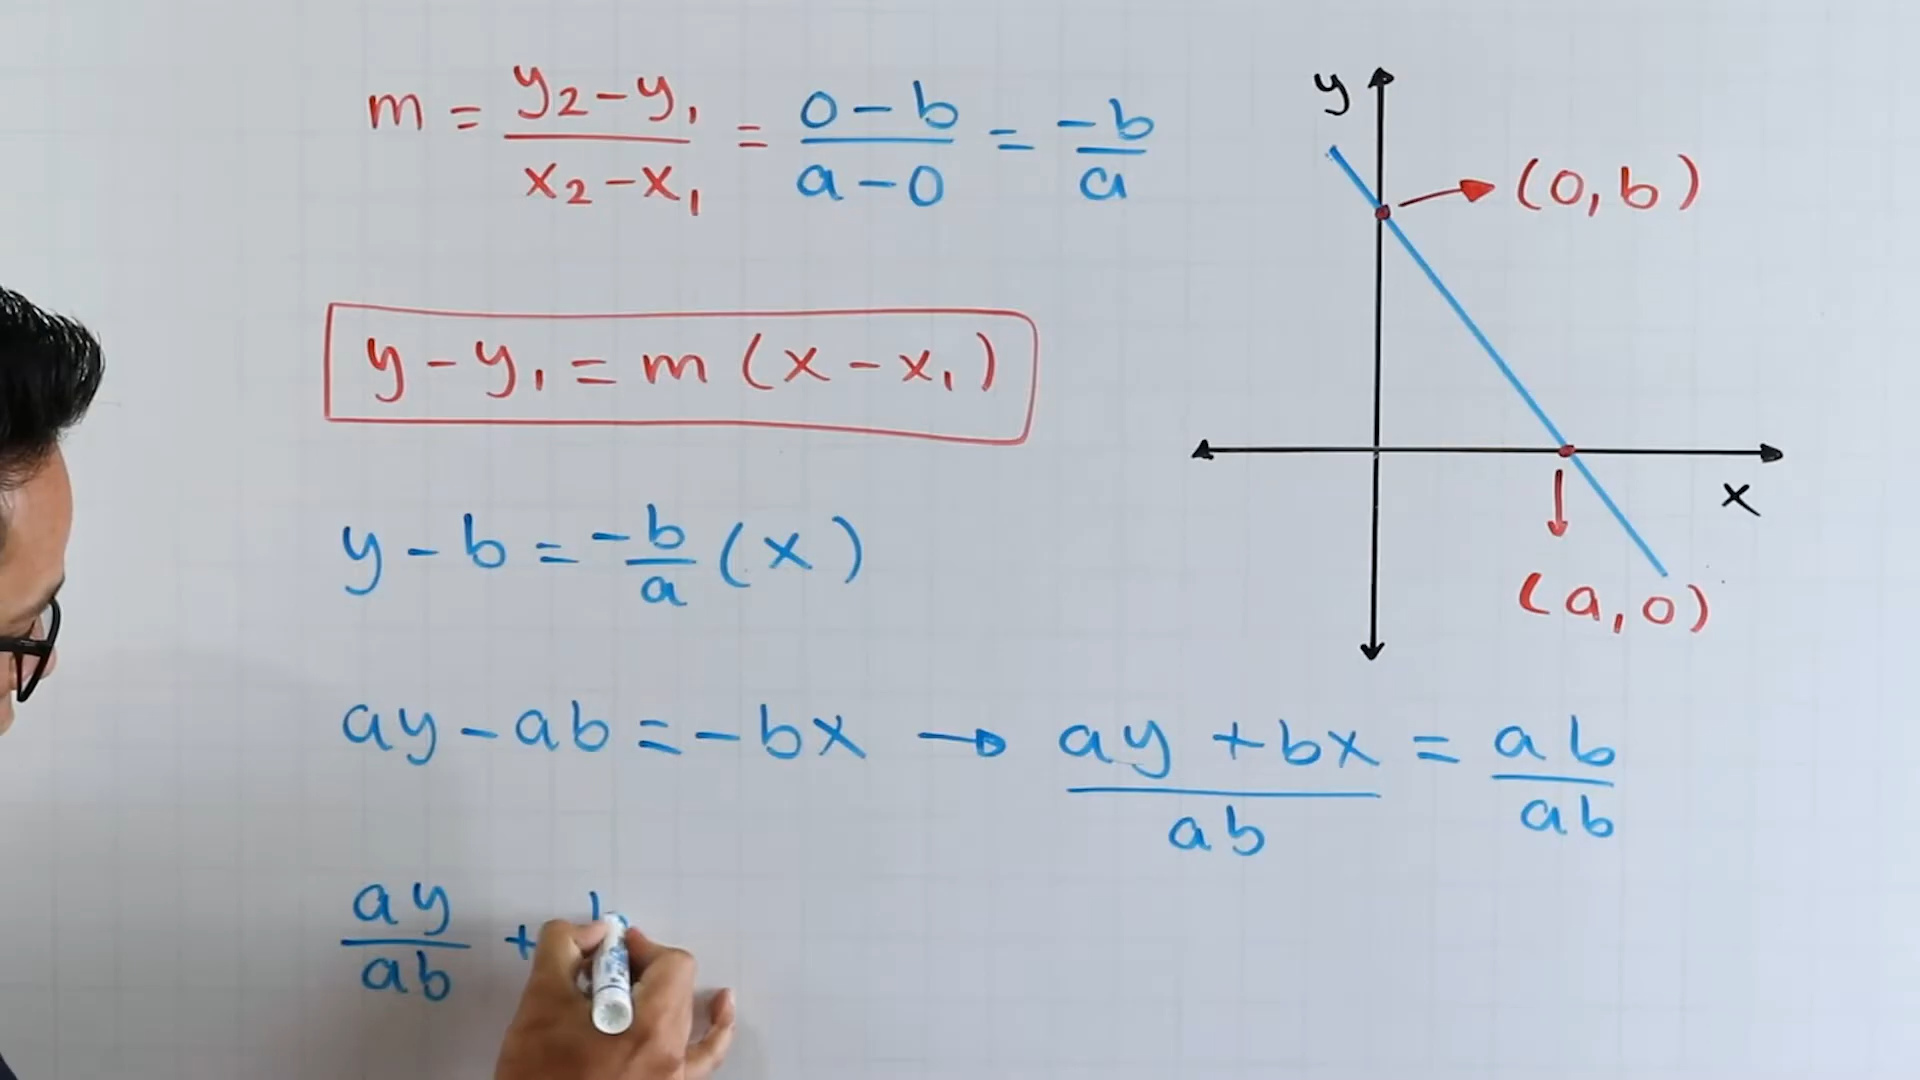 m = y₂-y₁ / x₂-x₁ = 0-b / a-0 = -b / a
y
(0, b)
y - y₁ = m (x - x₁)
x
y - b = -b / a (x)
(a, 0)
ay - ab = -bx → ay + bx / ab = ab / ab
ay / ab +